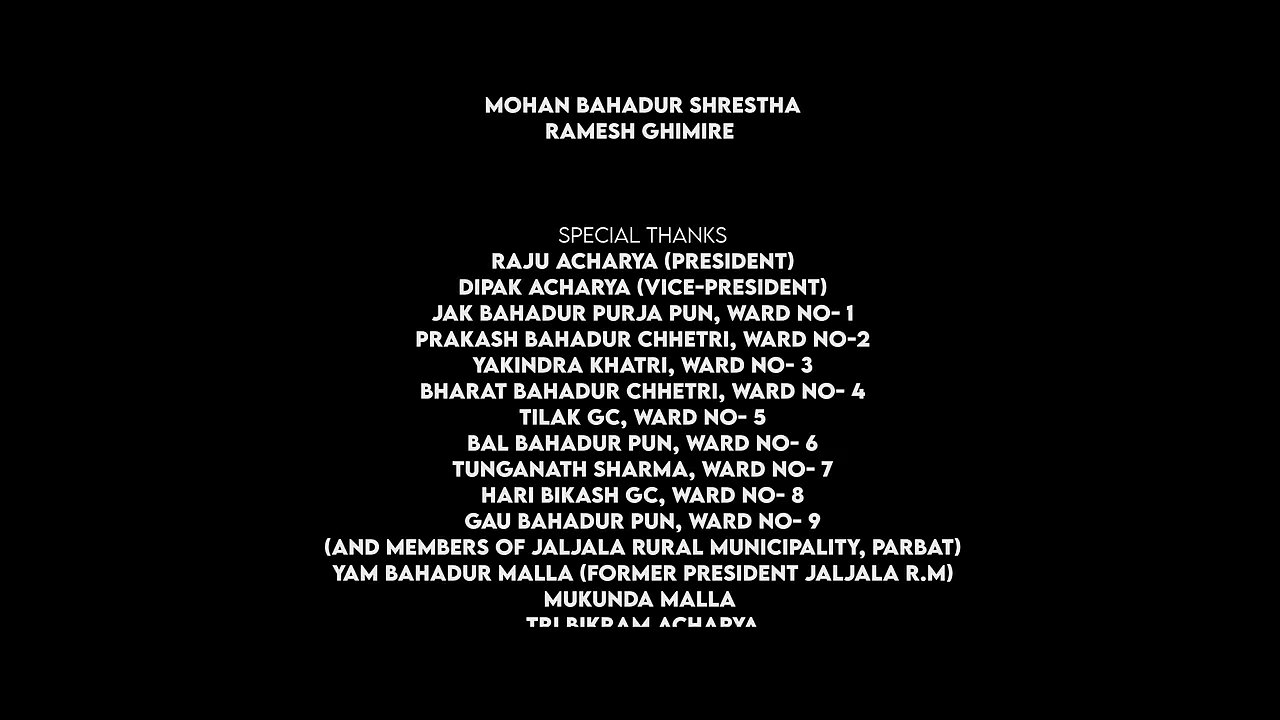 MOHAN BAHADUR SHRESTHA
RAMESH GHIMIRE
SPECIAL THANKS
RAJU ACHARYA (PRESIDENT)
DIPAK ACHARYA (VICE-PRESIDENT)
JAK BAHADUR PURJA PUN, WARD NO- 1
PRAKASH BAHADUR CHHETRI, WARD NO-2
YAKINDRA KHATRI, WARD NO- 3
BHARAT BAHADUR CHHETRI, WARD NO- 4
TILAK GC, WARD NO- 5
BAL BAHADUR PUN, WARD NO- 6
TUNGANATH SHARMA, WARD NO- 7
HARI BIKASH GC, WARD NO- 8
GAU BAHADUR PUN, WARD NO- 9
(AND MEMBERS OF JALJALA RURAL MUNICIPALITY, PARBAT)
YAM BAHADUR MALLA (FORMER PRESIDENT JALJALA R.M)
MUKUNDA MALLA
TRI BIKRAM ACHARYA